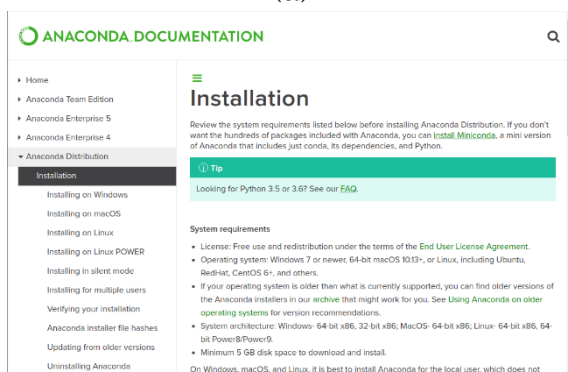 ANACONDA.DOCUMENTATION
Home
Anaconda Team Edition
Anaconda Enterprise 5
Anaconda Enterprise 4
Anaconda Distribution
Installation
Installing on Windows
Installing on macOS
Installing on Linux
Installing on Linux POWER
Installing in silent mode
Installing for multiple users
Verifying your installation
Anaconda installer file hashes
Updating from older versions
Uninstalling Anaconda
Installation
Review the system requirements listed below before installing Anaconda Distribution. If you don't
want the hundreds of packages included with Anaconda, you can install Miniconda, a mini version
of Anaconda that includes just conda, its dependencies, and Python.
Tip
Looking for Python 3.5 or 3.6? See our FAQ.
System requirements
• License: Free use and redistribution under the terms of the End User License Agreement.
• Operating system: Windows 7 or newer, 64-bit macOS 10.13+, or Linux, including Ubuntu,
RedHat, CentOS 6+, and others.
• If your operating system is older than what is currently supported, you can find older versions of
the Anaconda installers in our archive that might work for you. See Using Anaconda on older
operating systems for version recommendations.
• System architecture: Windows- 64-bit x86, 32-bit x86; MacOS- 64-bit x86; Linux- 64-bit x86, 64-
bit Power8/Power9.
• Minimum 5 GB disk space to download and install.
On Windows, macOS, and Linux, it is best to install Anaconda for the local user, which does not